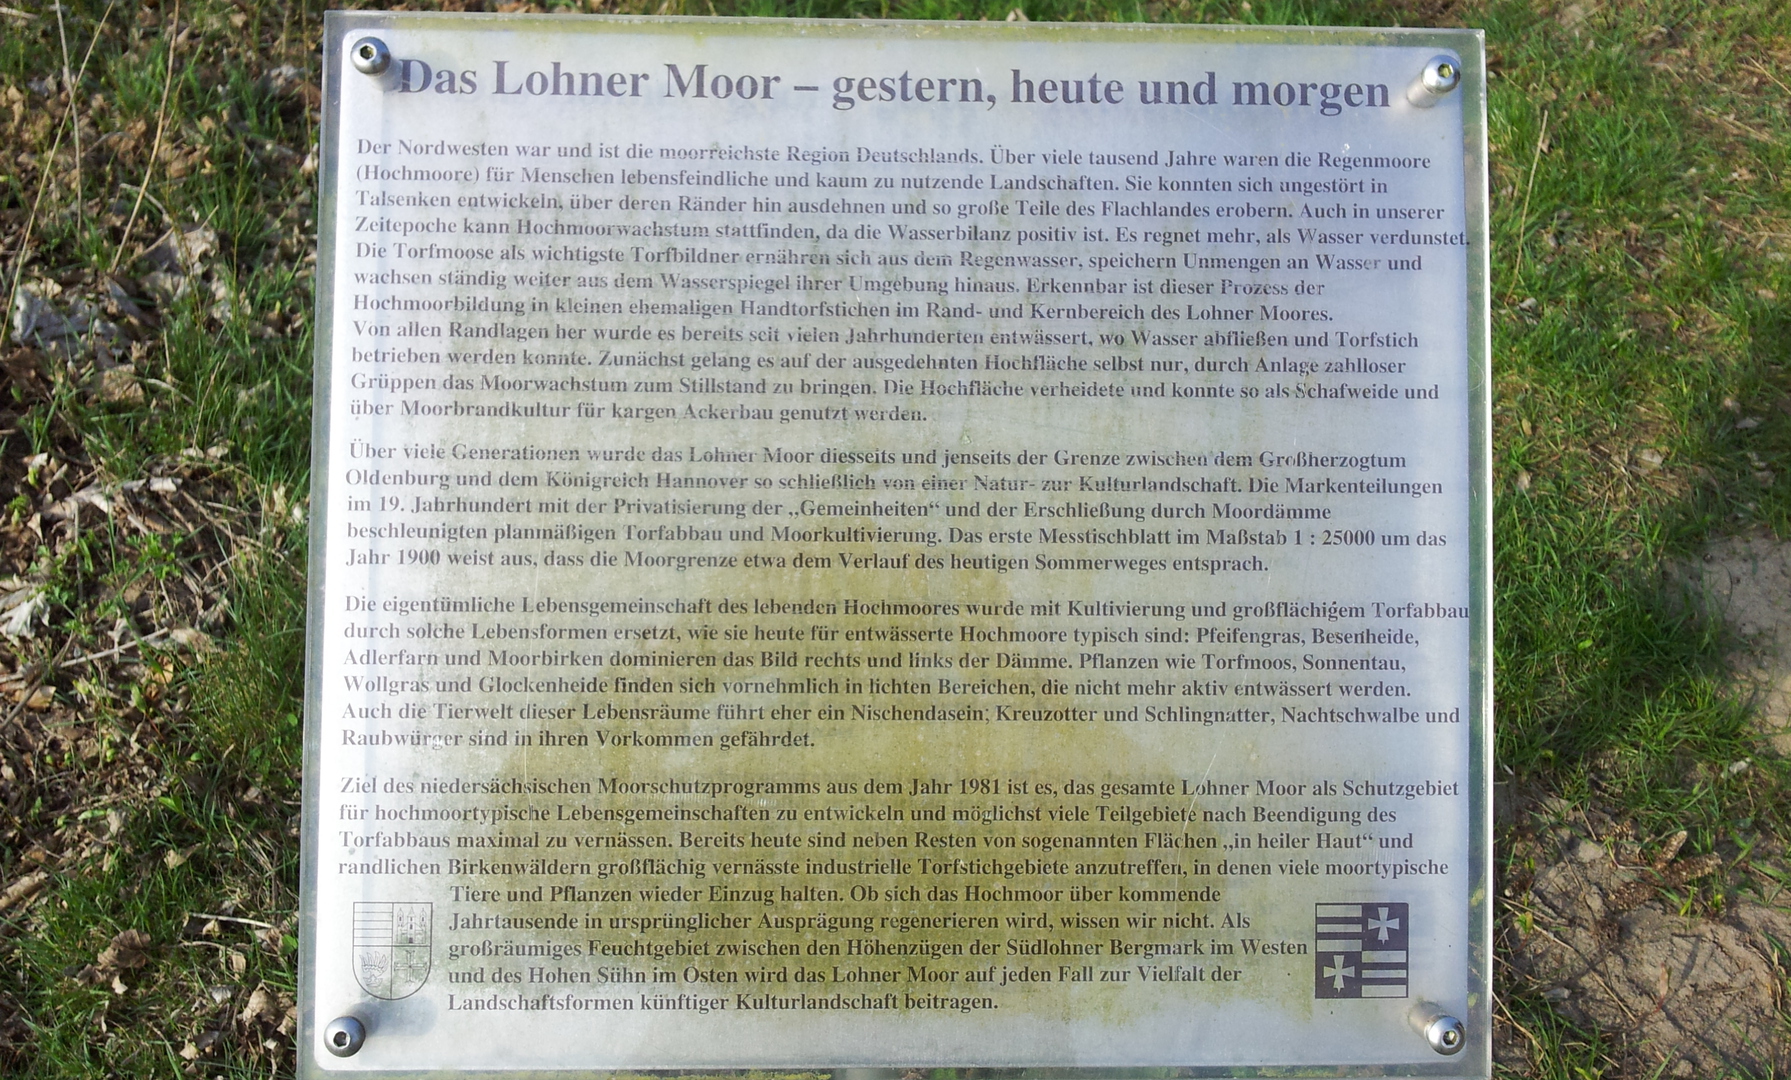 Das Lohner Moor – gestern, heute und morgen
Der Nordwesten war und ist die moorreichste Region Deutschlands. Über viele tausend Jahre waren die Regenmoore
(Hochmoore) für Menschen lebensfeindliche und kaum zu nutzende Landschaften. Sie konnten sich ungestört in
Talsenken entwickeln, über deren Ränder hin ausdehnen und so große Teile des Flachlandes erobern. Auch in unserer
Zeitepoche kann Hochmoorwachstum stattfinden, da die Wasserbilanz positiv ist. Es regnet mehr, als Wasser verdunstet.
Die Torfmoose als wichtigste Torfbildner ernähren sich aus dem Regenwasser, speichern Unmengen an Wasser und
wachsen ständig weiter aus dem Wasserspiegel ihrer Umgebung hinaus. Erkennbar ist dieser Prozess der
Hochmoorbildung in kleinen ehemaligen Handtorfstichen im Rand- und Kernbereich des Lohner Moores.
Von allen Randlagen her wurde es bereits seit vielen Jahrhunderten entwässert, wo Wasser abfließen und Torfstich
betrieben werden konnte. Zunächst gelang es auf der ausgedehnten Hochfläche selbst nur, durch Anlage zahlloser
Grüppen das Moorwachstum zum Stillstand zu bringen. Die Hochfläche verheidete und konnte so als Schafweide und
über Moorbrandkultur für kargen Ackerbau genutzt werden.
Über viele Generationen wurde das Lohner Moor diesseits und jenseits der Grenze zwischen dem Großherzogtum
Oldenburg und dem Königreich Hannover so schließlich von einer Natur- zur Kulturlandschaft. Die Markenteilungen
im 19. Jahrhundert mit der Privatisierung der „Gemeinheiten“ und der Erschließung durch Moordämme
beschleunigten planmäßigen Torfabbau und Moorkultivierung. Das erste Messtischblatt im Maßstab 1 : 25000 um das
Jahr 1900 weist aus, dass die Moorgrenze etwa dem Verlauf des heutigen Sommerweges entsprach.
Die eigentümliche Lebensgemeinschaft des lebenden Hochmoores wurde mit Kultivierung und großflächigem Torfabbau
durch solche Lebensformen ersetzt, wie sie heute für entwässerte Hochmoore typisch sind: Pfeifengras, Besenheide,
Adlerfarn und Moorbirken dominieren das Bild rechts und links der Dämme. Pflanzen wie Torfmoos, Sonnentau,
Wollgras und Glockenheide finden sich vornehmlich in lichten Bereichen, die nicht mehr aktiv entwässert werden.
Auch die Tierwelt dieser Lebensräume führt eher ein Nischendasein; Kreuzotter und Schlingnatter, Nachtschwalbe und
Raubwürger sind in ihren Vorkommen gefährdet.
Ziel des niedersächsischen Moorschutzprogramms aus dem Jahr 1981 ist es, das gesamte Lohner Moor als Schutzgebiet
für hochmoortypische Lebensgemeinschaften zu entwickeln und möglichst viele Teilgebiete nach Beendigung des
Torfabbaus maximal zu vernässen. Bereits heute sind neben Resten von sogenannten Flächen „in heiler Haut“ und
randlichen Birkenwäldern großflächig vernässte industrielle Torfstichgebiete anzutreffen, in denen viele moortypische
Tiere und Pflanzen wieder Einzug halten. Ob sich das Hochmoor über kommende
Jahrtausende in ursprünglicher Ausprägung regenerieren wird, wissen wir nicht. Als
großräumiges Feuchtgebiet zwischen den Höhenzügen der Südlohner Bergmark im Westen
und des Hohen Sühn im Osten wird das Lohner Moor auf jeden Fall zur Vielfalt der
Landschaftsformen künftiger Kulturlandschaft beitragen.